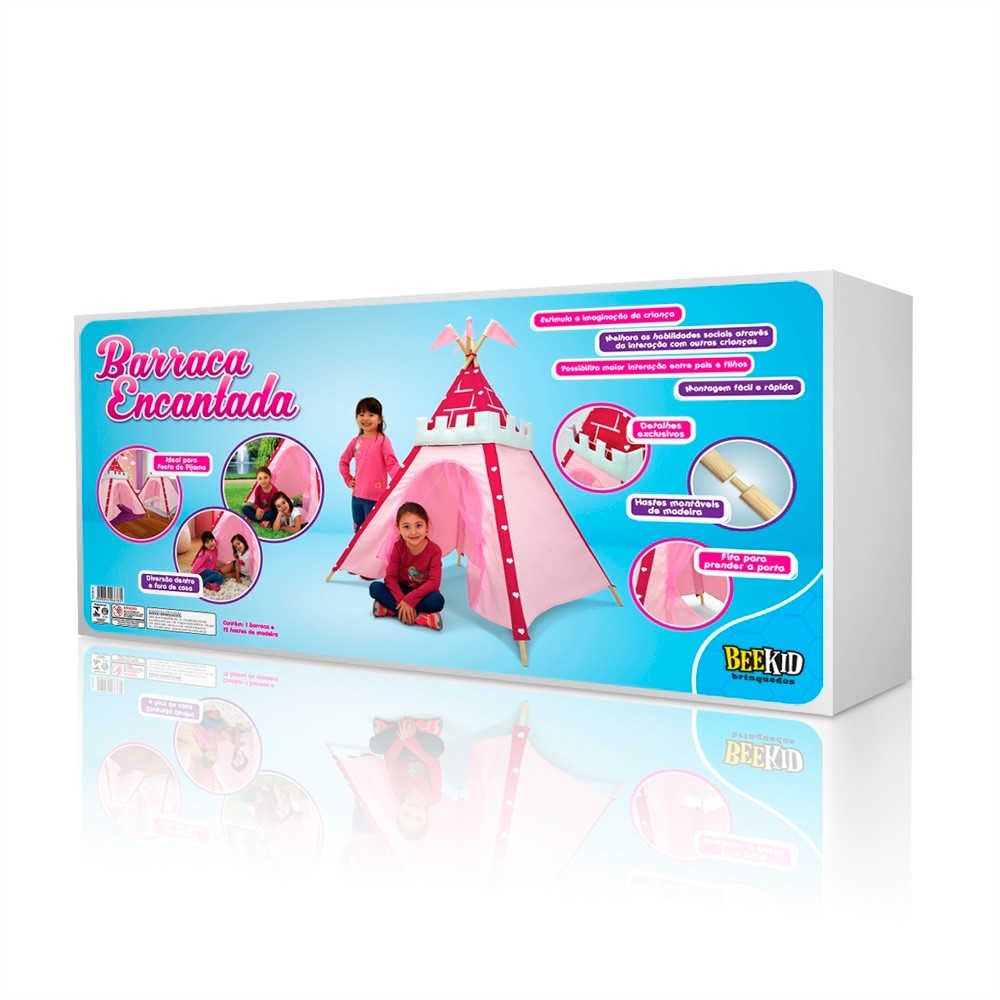 Barraca
Encantada
Estimula a imaginação da criança
Melhora as habilidades sociais através
da interação com outras crianças
Possibilita maior interação entre pais e filhos
Montagem fácil e rápida
Detalhes
exclusivos
Hastes montáveis
de madeira
Fita para
prender a porta
Ideal para
Festa do Pijama
Diversão dentro
e fora de casa
Contém: 1 barraca e
12 hastes de madeira
BEEKID
brinquedos